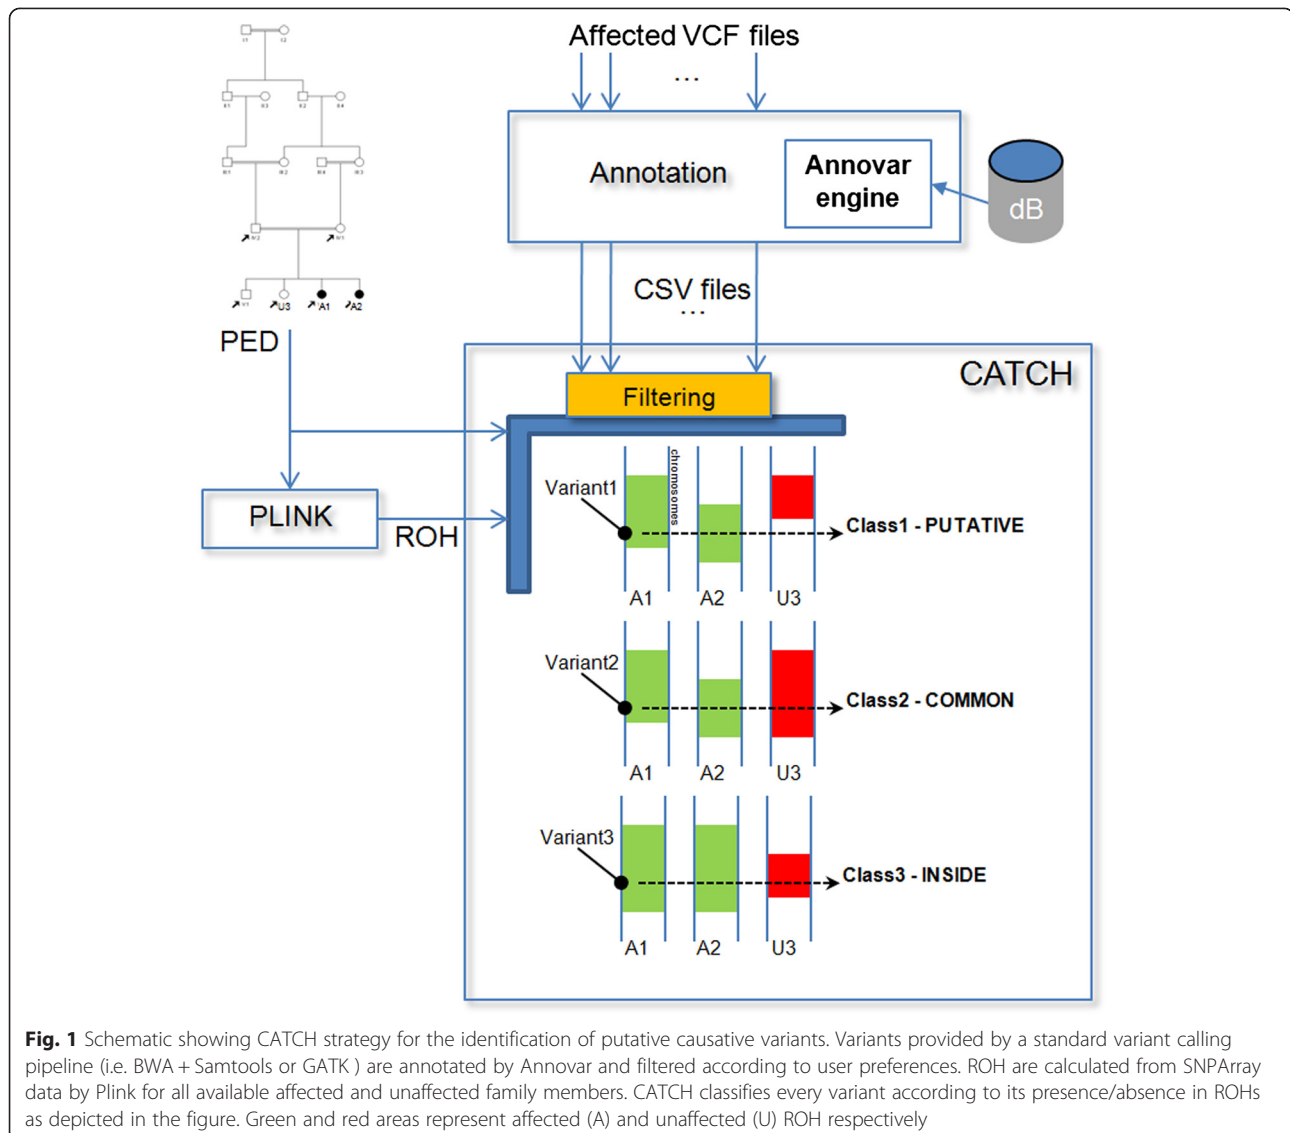 Affected VCF files
...
Annotation
Annovar
engine
dB
CSV files
...
U3
A1
A2
PED
PLINK
ROH
CATCH
Filtering
chromosomes
Variant1
Class1 - PUTATIVE
A1
A2
U3
Variant2
Class2 - COMMON
A1
A2
U3
Variant3
Class3 - INSIDE
A1
A2
U3
Fig. 1 Schematic showing CATCH strategy for the identification of putative causative variants. Variants provided by a standard variant calling
pipeline (i.e. BWA + Samtools or GATK ) are annotated by Annovar and filtered according to user preferences. ROH are calculated from SNPArray
data by Plink for all available affected and unaffected family members. CATCH classifies every variant according to its presence/absence in ROHs
as depicted in the figure. Green and red areas represent affected (A) and unaffected (U) ROH respectively